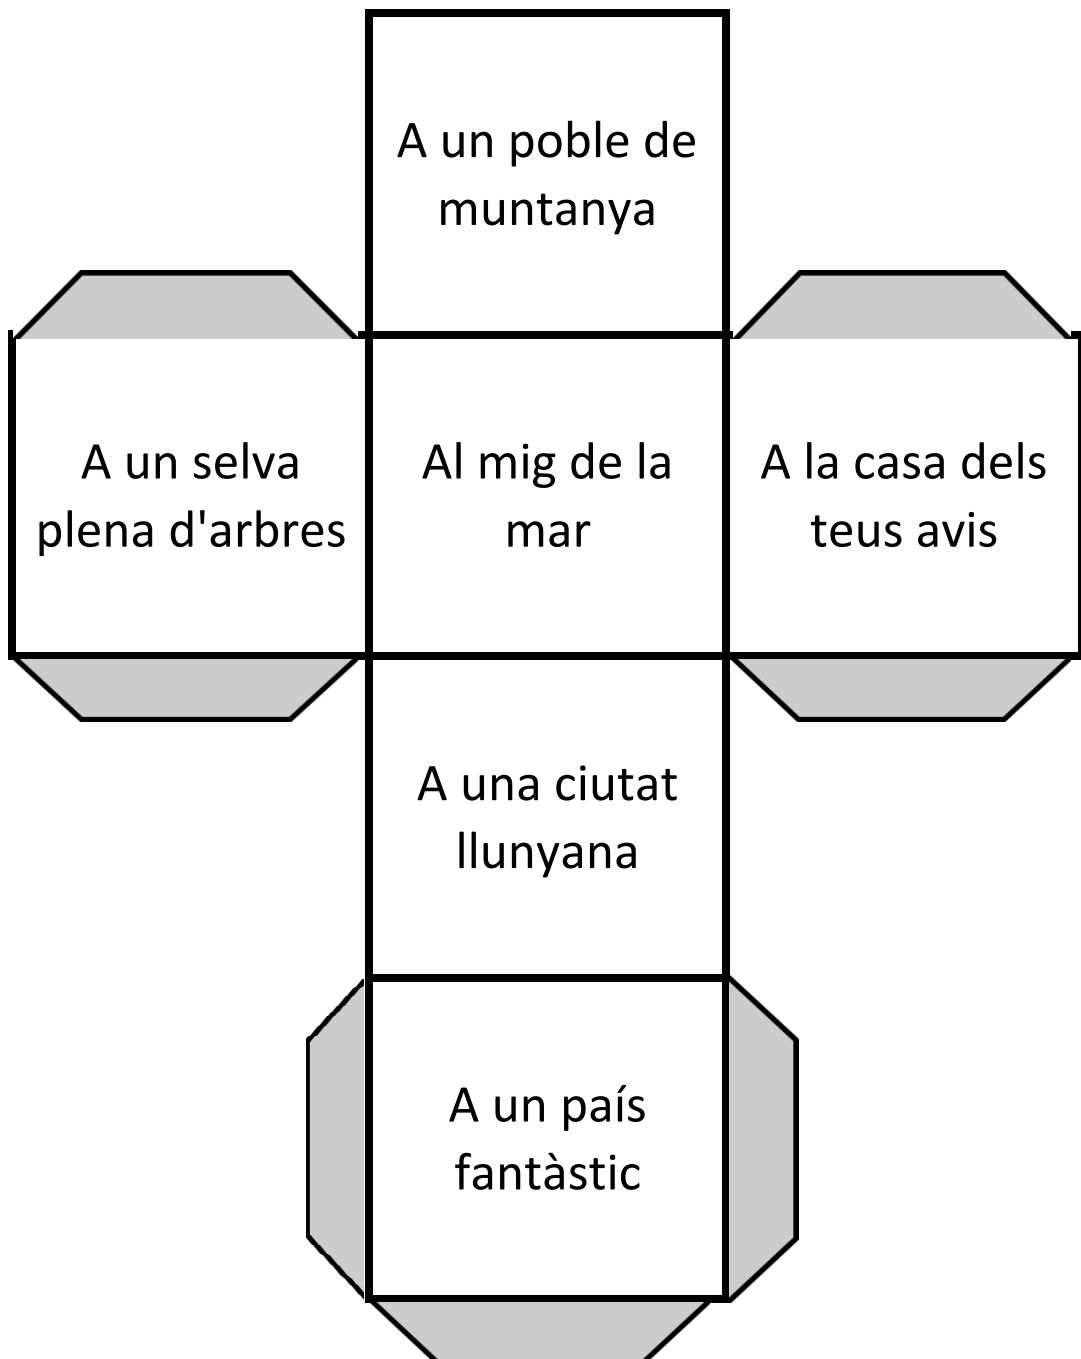 A un poble de
muntanya
A un selva
plena d'arbres
Al mig de la
mar
A la casa dels
teus avis
A una ciutat
llunyana
A un país
fantàstic